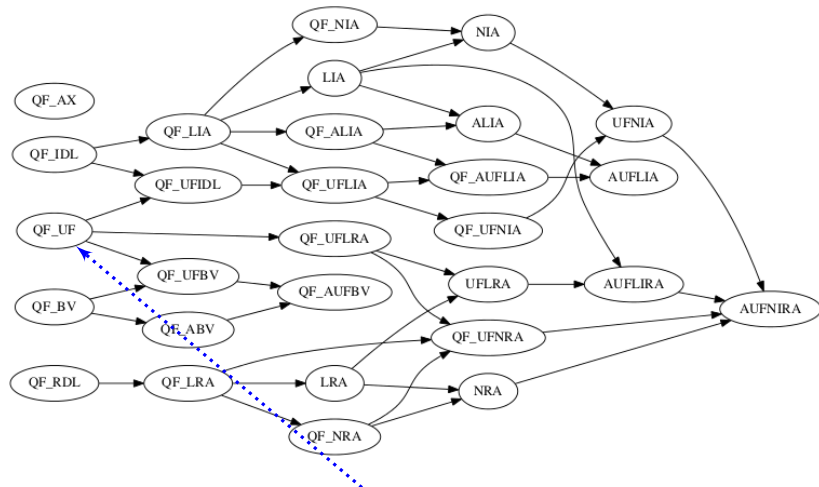 QF_NIA
NIA
LIA
QF_AX
QF_LIA
QF_ALIA
ALIA
UFNIA
QF_IDL
QF_UFIDL
QF_UFLIA
QF_AUFLIA
AUFLIA
QF_UF
QF_UFLRA
QF_UFNIA
QF_UFBV
QF_AUFBV
UFLRA
AUFLIRA
QF_BV
QF_ABV
QF_UFNRA
AUFNIRA
QF_RDL
QF_LRA
LRA
NRA
QF_NRA